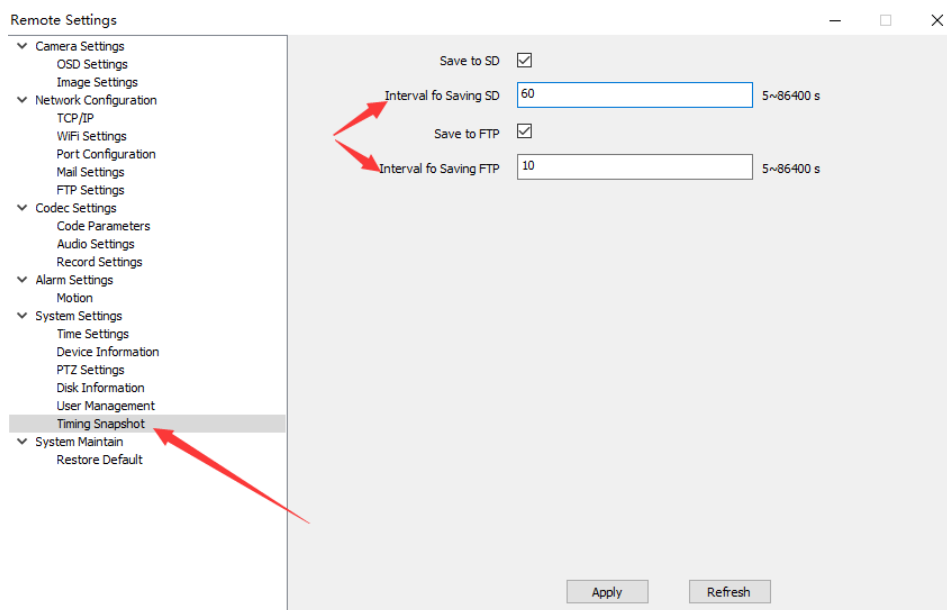 Remote Settings
Camera Settings
OSD Settings
Image Settings
Network Configuration
TCP/IP
WiFi Settings
Port Configuration
Mail Settings
FTP Settings
Codec Settings
Code Parameters
Audio Settings
Record Settings
Alarm Settings
Motion
System Settings
Time Settings
Device Information
PTZ Settings
Disk Information
User Management
Timing Snapshot
System Maintain
Restore Default
Save to SD
Interval fo Saving SD 60 5~86400 s
Save to FTP
Interval fo Saving FTP 10 5~86400 s
Apply Refresh